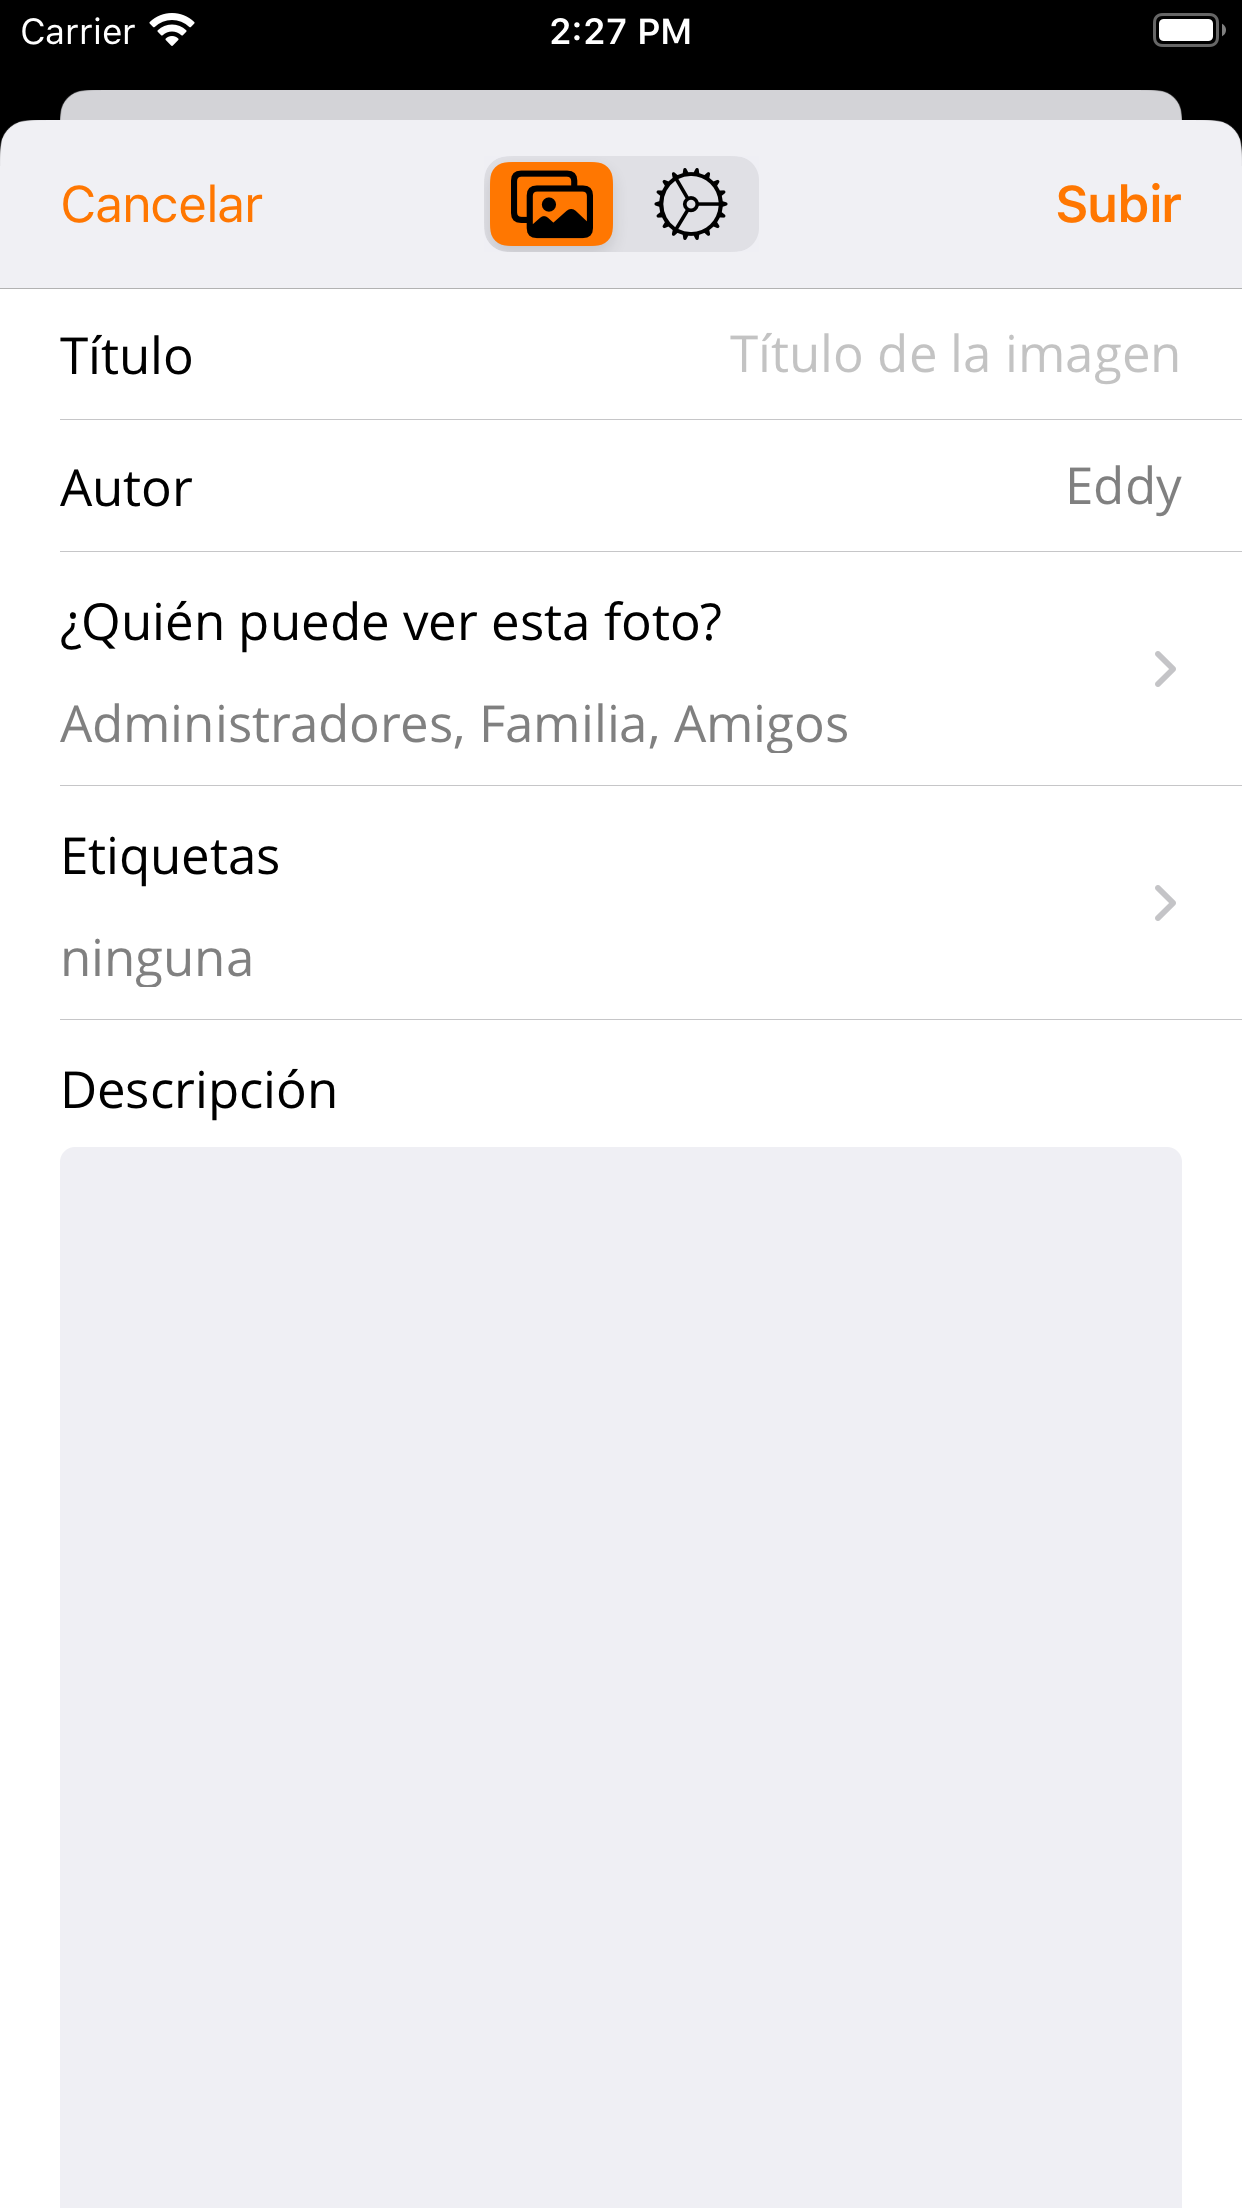 Carrier 2:27 PM
Cancelar Subir
Título Título de la imagen
Autor Eddy
¿Quién puede ver esta foto?
Administradores, Familia, Amigos
Etiquetas
ninguna
Descripción